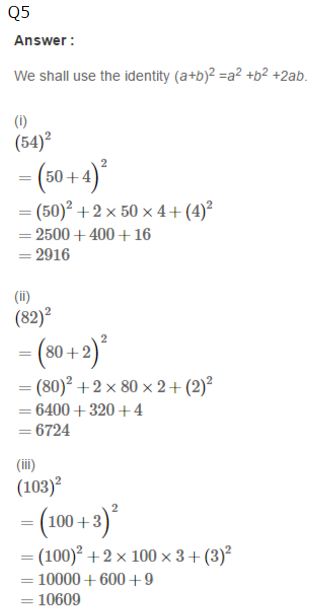 Q5
Answer :
We shall use the identity (a+b)² =a² +b² +2ab.
(i)
(54)²
= (50 + 4)²
= (50)² + 2 × 50 × 4 + (4)²
= 2500 + 400 + 16
= 2916
(ii)
(82)²
= (80 + 2)²
= (80)² + 2 × 80 × 2 + (2)²
= 6400 + 320 + 4
= 6724
(iii)
(103)²
= (100 + 3)²
= (100)² + 2 × 100 × 3 + (3)²
= 10000 + 600 + 9
= 10609